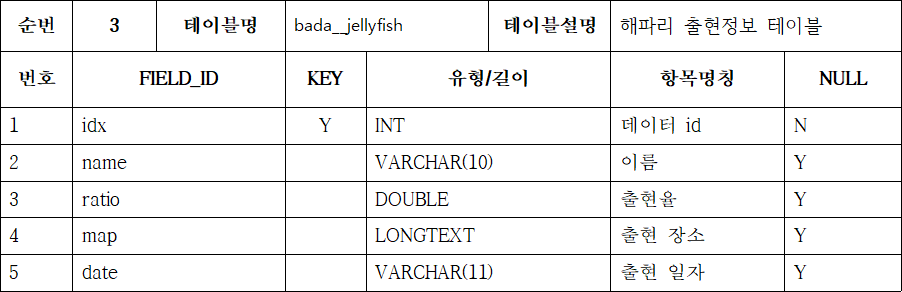 순번 3 테이블명 bada__jellyfish 테이블설명 해파리 출현정보 테이블
번호 FIELD_ID KEY 유형/길이 항목명칭 NULL
1 idx Y INT 데이터 id N
2 name VARCHAR(10) 이름 Y
3 ratio DOUBLE 출현율 Y
4 map LONGTEXT 출현 장소 Y
5 date VARCHAR(11) 출현 일자 Y